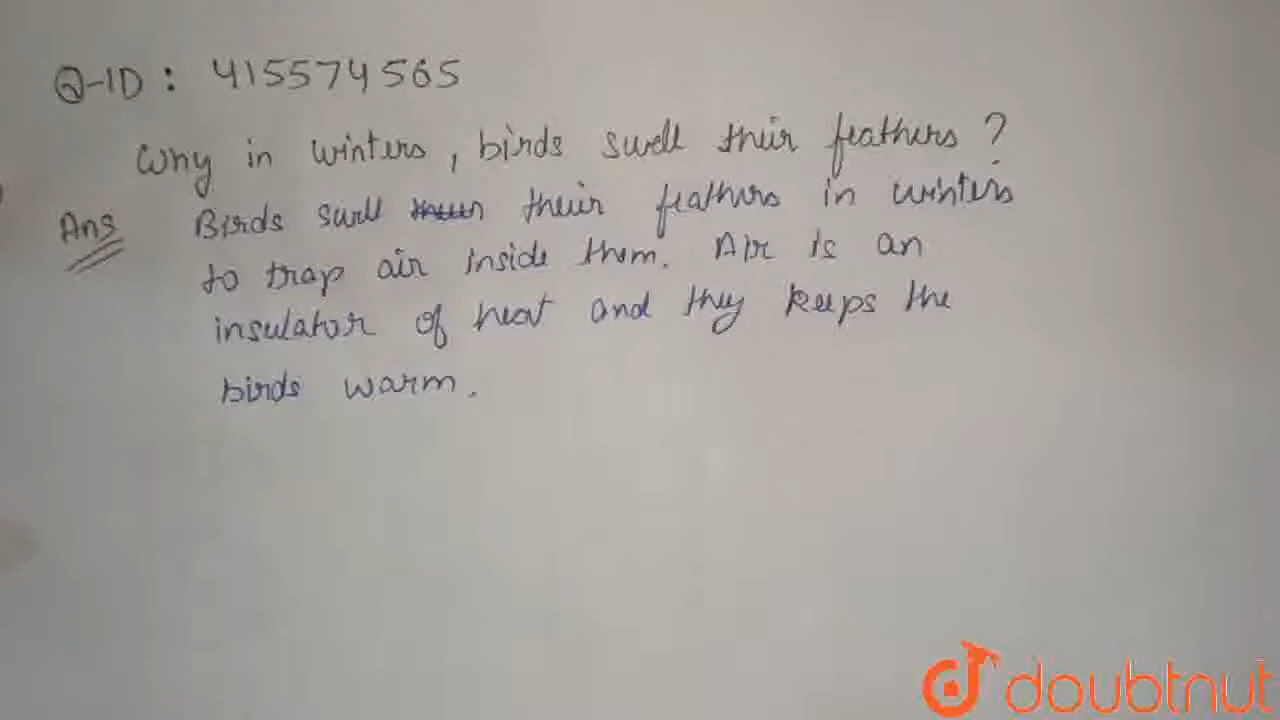 Q-ID : 415574565
Why in winters, birds swell their feathers ?
Ans Birds swell their feathers in winters
to trap air inside them. Air is an
insulator of heat and they keeps the
birds warm.
doubtnut